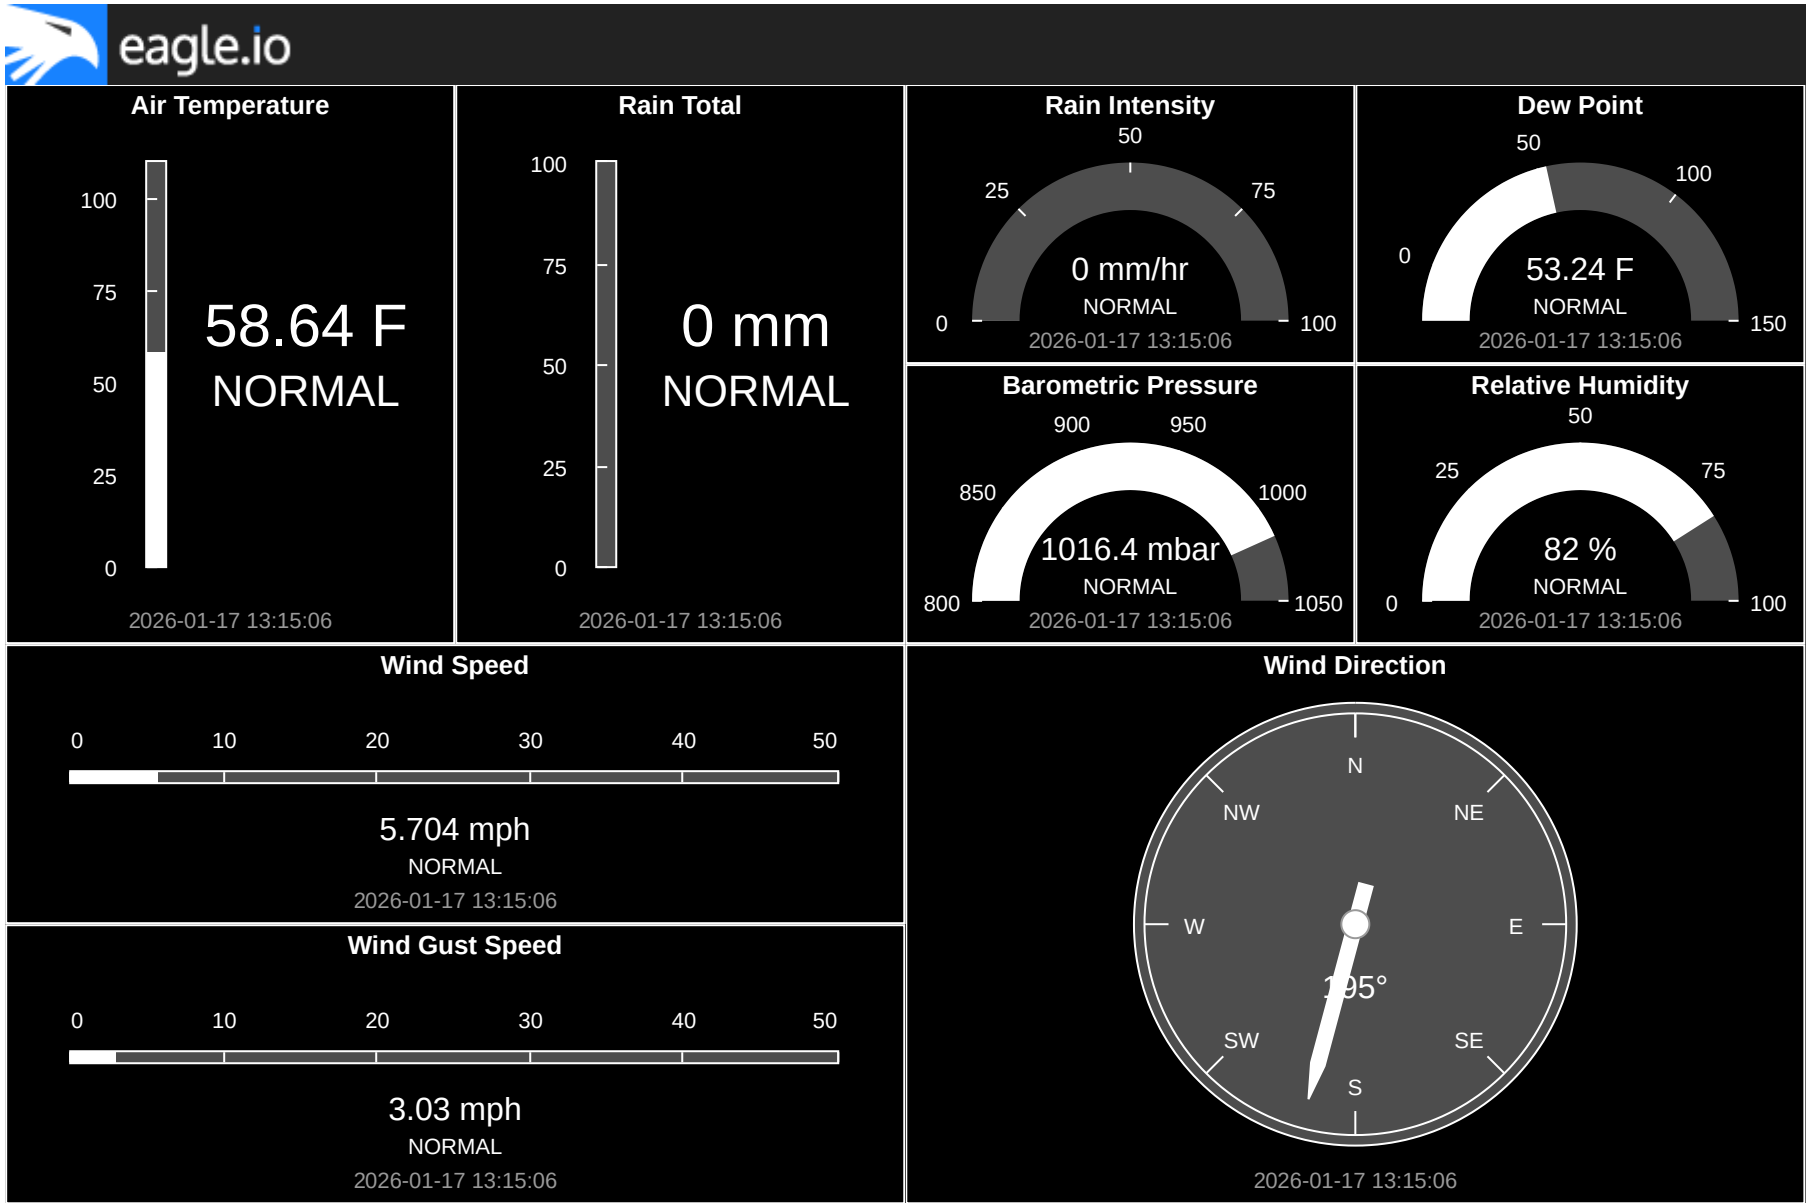 eagle.io
Air Temperature
100
75
50
25
0
58.64 F
NORMAL
2026-01-17 13:15:06
Rain Total
100
75
50
25
0
0 mm
NORMAL
2026-01-17 13:15:06
Rain Intensity
50
25
75
0
100
0 mm/hr
NORMAL
2026-01-17 13:15:06
Dew Point
50
100
0
150
53.24 F
NORMAL
2026-01-17 13:15:06
Barometric Pressure
900
950
850
1000
800
1050
1016.4 mbar
NORMAL
2026-01-17 13:15:06
Relative Humidity
50
25
75
0
100
82 %
NORMAL
2026-01-17 13:15:06
Wind Speed
0 10 20 30 40 50
5.704 mph
NORMAL
2026-01-17 13:15:06
Wind Gust Speed
0 10 20 30 40 50
3.03 mph
NORMAL
2026-01-17 13:15:06
Wind Direction
N
NW
NE
W
E
195°
SW
SE
S
2026-01-17 13:15:06